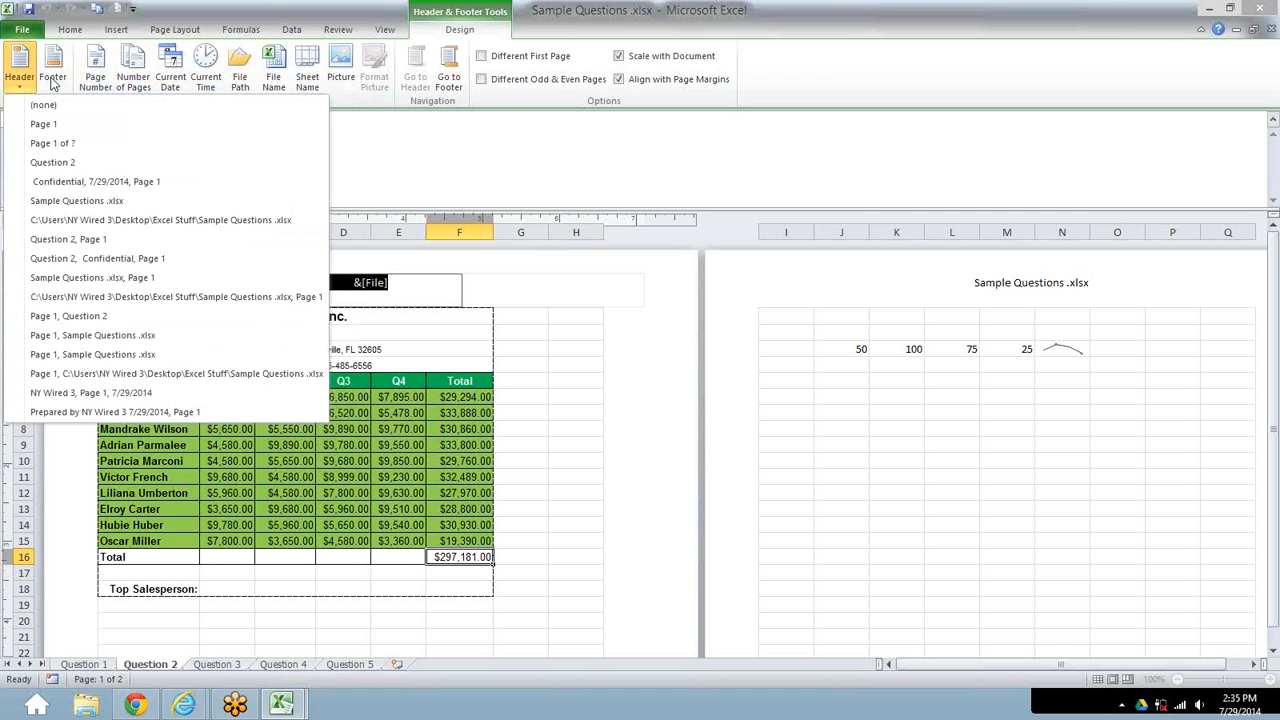 Header & Footer Tools
Sample Questions .xlsx - Microsoft Excel
File Home Insert Page Layout Formulas Data Review View Design
Header Footer Page Number Number of Pages Current Date Current Time File Path File Name Sheet Name Picture Format Picture Go to Header Go to Footer
Different First Page Scale with Document
Different Odd & Even Pages Align with Page Margins
Navigation Options
(none)
Page 1
Page 1 of ?
Question 2
Confidential, 7/29/2014, Page 1
Sample Questions .xlsx
C:\Users\NY Wired 3\Desktop\Excel Stuff\Sample Questions .xlsx
Question 2, Page 1
Question 2, Confidential, Page 1
Sample Questions .xlsx, Page 1
C:\Users\NY Wired 3\Desktop\Excel Stuff\Sample Questions .xlsx, Page 1
Page 1, Question 2
Page 1, Sample Questions .xlsx
Page 1, Sample Questions .xlsx
Page 1, C:\Users\NY Wired 3\Desktop\Excel Stuff\Sample Questions .xlsx
NY Wired 3, Page 1, 7/29/2014
Prepared by NY Wired 3 7/29/2014, Page 1
4 5 6 7
D E F G H I J K L M N O P Q
&[File] Sample Questions .xlsx
nc.
ville, FL 32605 50 100 75 25
-485-6556
Q3 Q4 Total
,850.00 $7,895.00 $29,294.00
,520.00 $5,478.00 $33,888.00
8 Mandrake Wilson $5,650.00 $5,550.00 $9,890.00 $9,770.00 $30,860.00
9 Adrian Parmalee $4,580.00 $9,890.00 $9,780.00 $9,550.00 $33,800.00
10 Patricia Marconi $4,580.00 $5,650.00 $9,680.00 $9,850.00 $29,760.00
11 Victor French $9,680.00 $4,580.00 $8,999.00 $9,230.00 $32,489.00
12 Liliana Umberton $5,960.00 $4,580.00 $7,800.00 $9,630.00 $27,970.00
13 Elroy Carter $3,650.00 $9,680.00 $5,960.00 $9,510.00 $28,800.00
14 Hubie Huber $9,780.00 $5,960.00 $5,650.00 $9,540.00 $30,930.00
15 Oscar Miller $7,800.00 $3,650.00 $4,580.00 $3,360.00 $19,390.00
16 Total $297,181.00
17
18 Top Salesperson:
19
20
21
22
Question 1 Question 2 Question 3 Question 4 Question 5
Ready Page: 1 of 2 100%
2:35 PM
7/29/2014